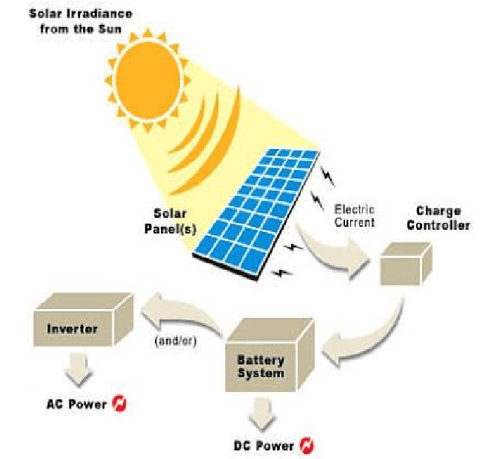 Solar Irradiance
from the Sun
Solar
Panel(s)
Electric
Current
Charge
Controller
Inverter
(and/or)
Battery
System
AC Power
DC Power